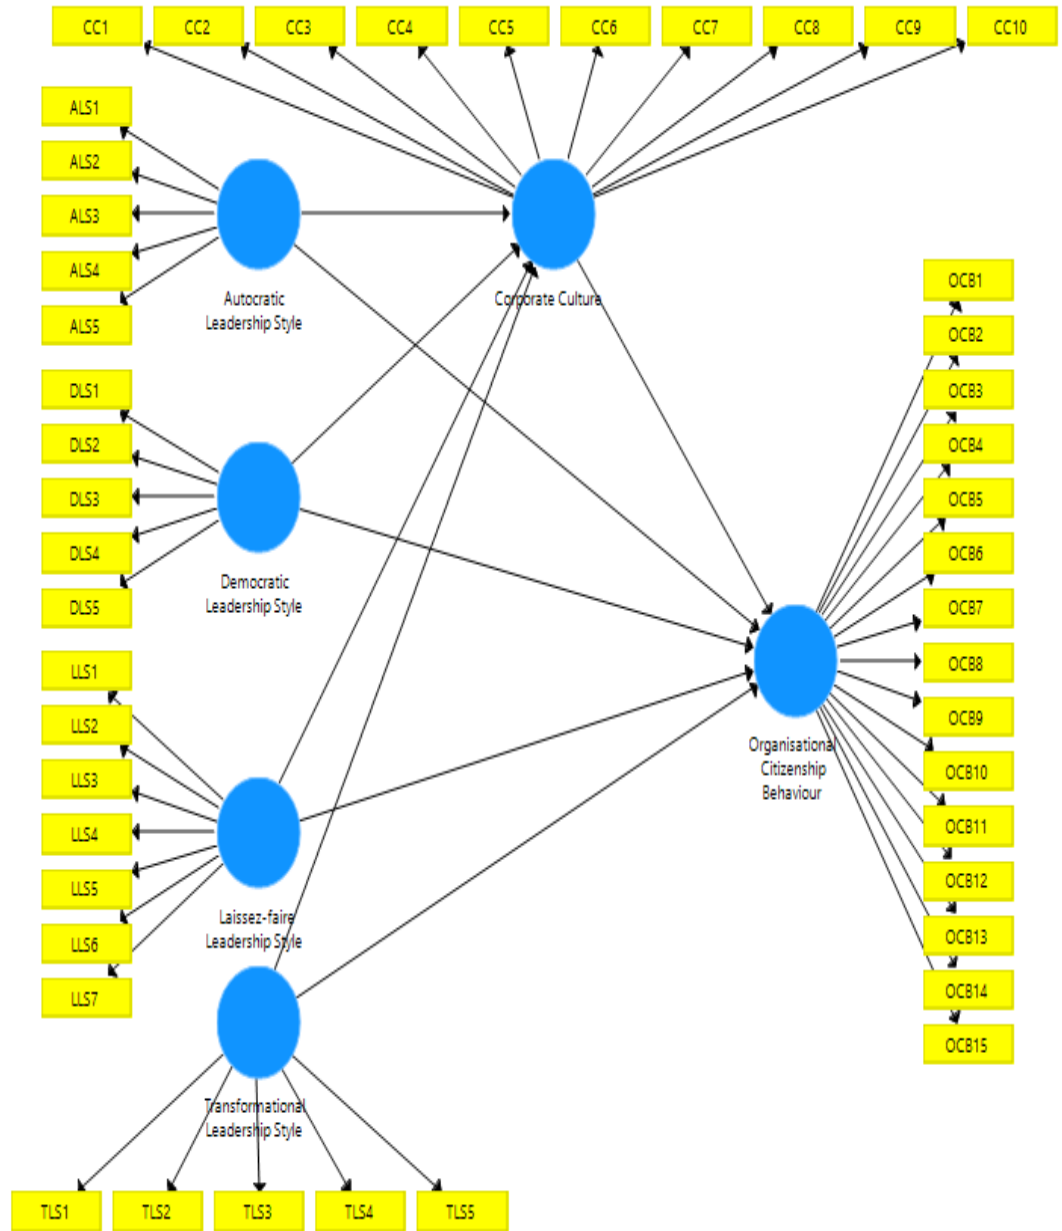 CC1 CC2 CC3 CC4 CC5 CC6 CC7 CC8 CC9 CC10
ALS1
ALS2
ALS3
ALS4
ALS5
Autocratic
Leadership Style
Corporate Culture
DLS1
DLS2
DLS3
DLS4
DLS5
Democratic
Leadership Style
LLS1
LLS2
LLS3
LLS4
LLS5
LLS6
LLS7
Laissez-faire
Leadership Style
Transformational
Leadership Style
TLS1 TLS2 TLS3 TLS4 TLS5
Organisational
Citizenship
Behaviour
OCB1
OCB2
OCB3
OCB4
OCB5
OCB6
OCB7
OCB8
OCB9
OCB10
OCB11
OCB12
OCB13
OCB14
OCB15